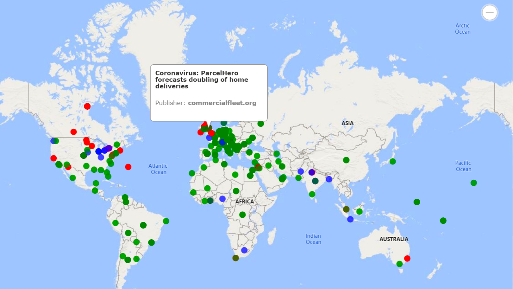 Arctic
Ocean
Coronavirus: ParcelHero
forecasts doubling of home
deliveries
Publisher: commercialfleet.org
ASIA
Atlantic
Ocean
Pacific
Ocean
AFRICA
Indian
Ocean
AUSTRALIA